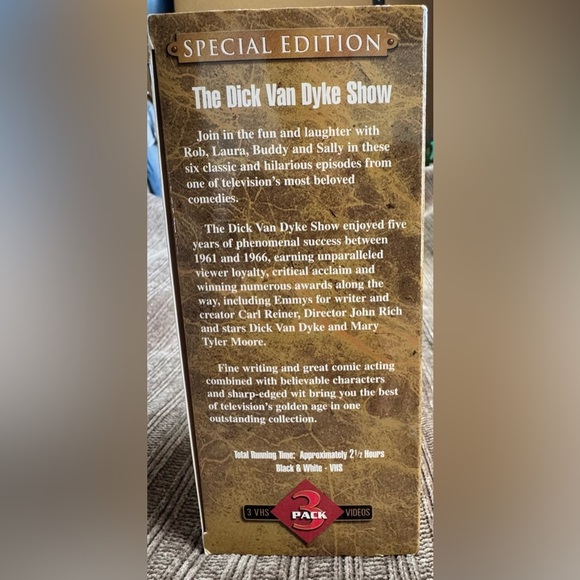 SPECIAL EDITION
The Dick Van Dyke Show
Join in the fun and laughter with
Rob, Laura, Buddy and Sally in these
six classic and hilarious episodes from
one of television's most beloved
comedies.
The Dick Van Dyke Show enjoyed five
years of phenomenal success between
1961 and 1966, earning unparalleled
viewer loyalty, critical acclaim and
winning numerous awards along the
way, including Emmys for writer and
creator Carl Reiner, Director John Rich
and stars Dick Van Dyke and Mary
Tyler Moore.
Fine writing and great comic acting
combined with believable characters
and sharp-edged wit bring you the best
of television's golden age in one
outstanding collection.
Total Running Time: Approximately 2 1/2 Hours
Black & White - VHS
3 VHS 3 PACK VIDEOS